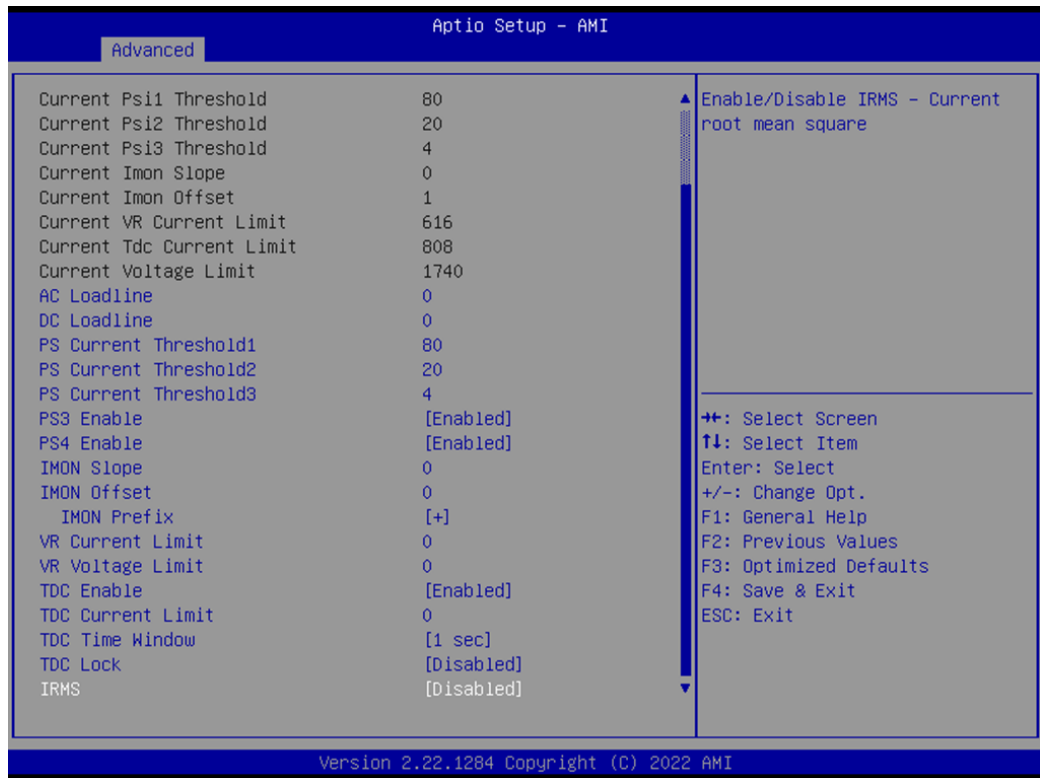 Aptio Setup – AMI
Advanced
Current Psi1 Threshold 80
Current Psi2 Threshold 20
Current Psi3 Threshold 4
Current Imon Slope 0
Current Imon Offset 1
Current VR Current Limit 616
Current Tdc Current Limit 808
Current Voltage Limit 1740
AC Loadline 0
DC Loadline 0
PS Current Threshold1 80
PS Current Threshold2 20
PS Current Threshold3 4
PS3 Enable [Enabled]
PS4 Enable [Enabled]
IMON Slope 0
IMON Offset 0
IMON Prefix [+]
VR Current Limit 0
VR Voltage Limit 0
TDC Enable [Enabled]
TDC Current Limit 0
TDC Time Window [1 sec]
TDC Lock [Disabled]
IRMS [Disabled]
Enable/Disable IRMS – Current
root mean square
→←: Select Screen
↑↓: Select Item
Enter: Select
+/-: Change Opt.
F1: General Help
F2: Previous Values
F3: Optimized Defaults
F4: Save & Exit
ESC: Exit
Version 2.22.1284 Copyright (C) 2022 AMI